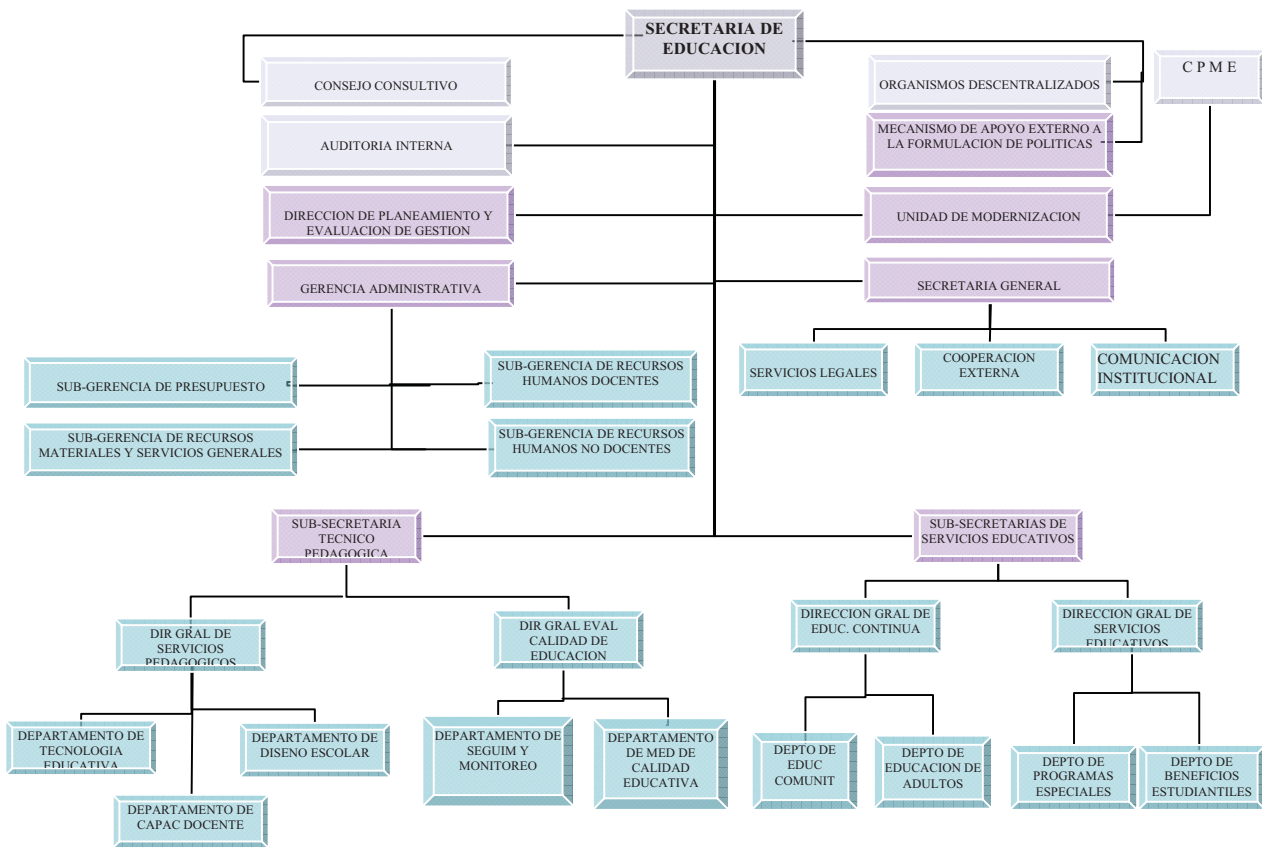 SECRETARIA DE
EDUCACION
CONSEJO CONSULTIVO
ORGANISMOS DESCENTRALIZADOS
C P M E
AUDITORIA INTERNA
MECANISMO DE APOYO EXTERNO A
LA FORMULACION DE POLITICAS
DIRECCION DE PLANEAMIENTO Y
EVALUACION DE GESTION
UNIDAD DE MODERNIZACION
GERENCIA ADMINISTRATIVA
SECRETARIA GENERAL
SUB-GERENCIA DE PRESUPUESTO
SUB-GERENCIA DE RECURSOS
HUMANOS DOCENTES
SERVICIOS LEGALES
COOPERACION
EXTERNA
COMUNICACION
INSTITUCIONAL
SUB-GERENCIA DE RECURSOS
MATERIALES Y SERVICIOS GENERALES
SUB-GERENCIA DE RECURSOS
HUMANOS NO DOCENTES
SUB-SECRETARIA
TECNICO
PEDAGOGICA
SUB-SECRETARIAS DE
SERVICIOS EDUCATIVOS
DIR GRAL DE
SERVICIOS
PEDAGOGICOS
DIR GRAL EVAL
CALIDAD DE
EDUCACION
DIRECCION GRAL DE
EDUC. CONTINUA
DIRECCION GRAL DE
SERVICIOS
EDUCATIVOS
DEPARTAMENTO DE
TECNOLOGIA
EDUCATIVA
DEPARTAMENTO DE
DISENO ESCOLAR
DEPARTAMENTO DE
SEGUIM Y
MONITOREO
DEPARTAMENTO
DE MED DE
CALIDAD
EDUCATIVA
DEPTO DE
EDUC
COMUNIT
DEPTO DE
EDUCACION DE
ADULTOS
DEPTO DE
PROGRAMAS
ESPECIALES
DEPTO DE
BENEFICIOS
ESTUDIANTILES
DEPARTAMENTO DE
CAPAC DOCENTE